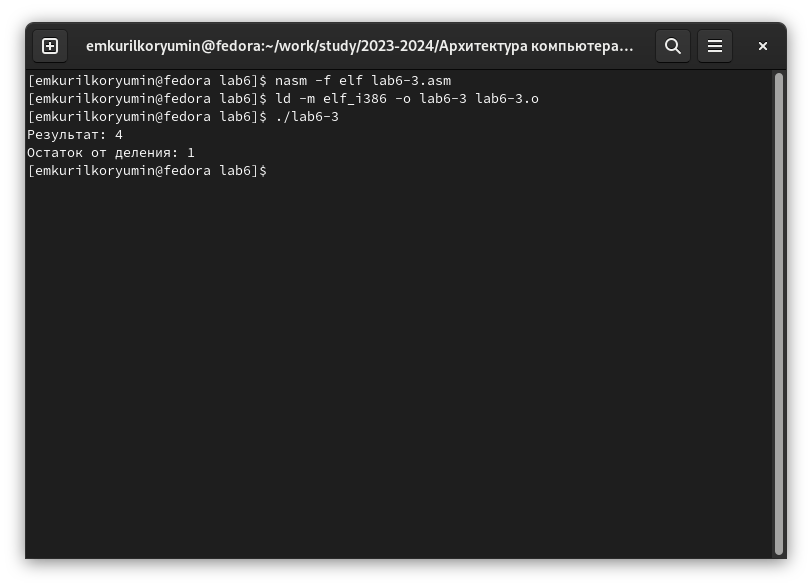 emkurilkoryumin@fedora:~/work/study/2023-2024/Архитектура компьютера...
[emkurilkoryumin@fedora lab6]$ nasm -f elf lab6-3.asm
[emkurilkoryumin@fedora lab6]$ ld -m elf_i386 -o lab6-3 lab6-3.o
[emkurilkoryumin@fedora lab6]$ ./lab6-3
Результат: 4
Остаток от деления: 1
[emkurilkoryumin@fedora lab6]$